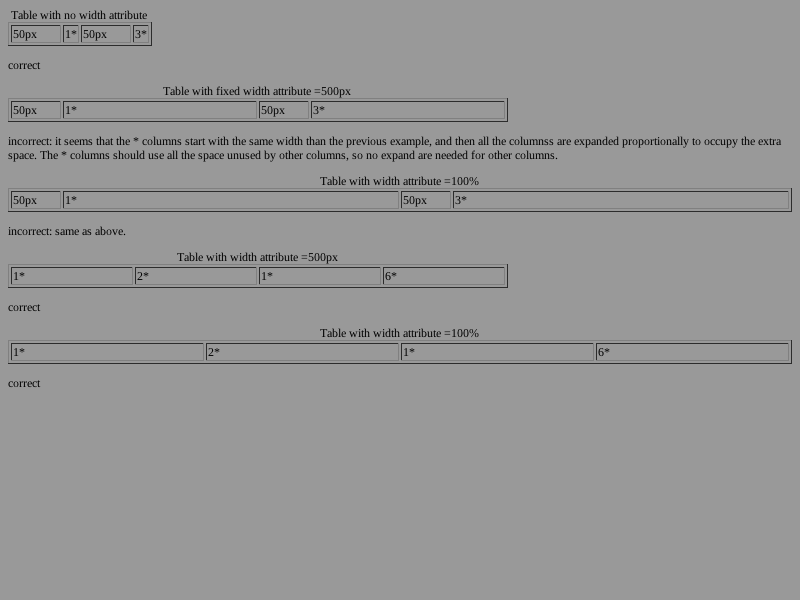 Table with no width attribute
50px 1* 50px 3*
correct
Table with fixed width attribute =500px
50px 1* 50px 3*
incorrect: it seems that the * columns start with the same width than the previous example, and then all the columnss are expanded proportionally to occupy the extra
space. The * columns should use all the space unused by other columns, so no expand are needed for other columns.
Table with width attribute =100%
50px 1* 50px 3*
incorrect: same as above.
Table with width attribute =500px
1* 2* 1* 6*
correct
Table with width attribute =100%
1* 2* 1* 6*
correct